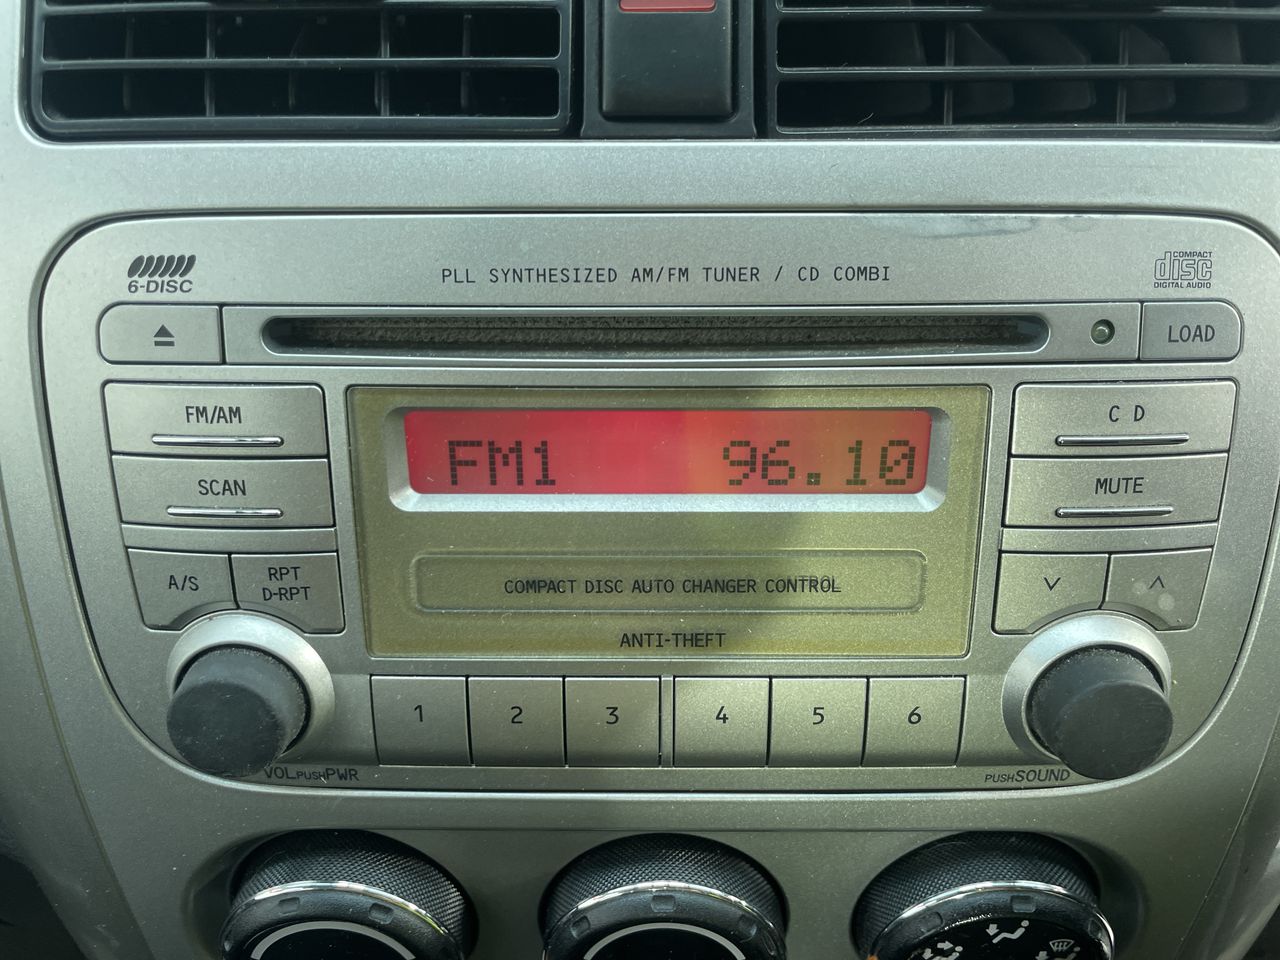 6-DISC
PLL SYNTHESIZED AM/FM TUNER / CD COMBI
COMPACT
disc
DIGITAL AUDIO
LOAD
FM/AM
CD
SCAN
MUTE
FM1 96.10
A/S
RPT
D-RPT
COMPACT DISC AUTO CHANGER CONTROL
ANTI-THEFT
1 2 3 4 5 6
VOL PUSH PWR
PUSH SOUND